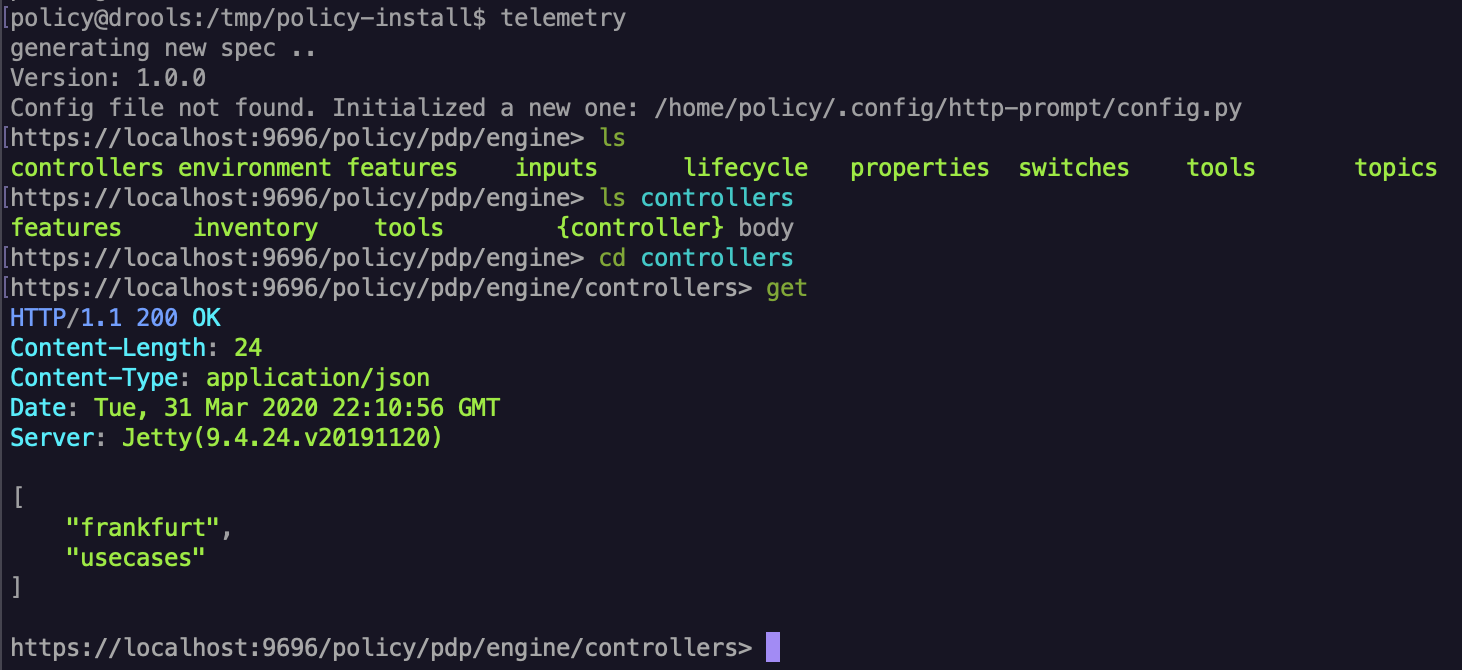 [policy@drools:/tmp/policy-install$ telemetry
generating new spec ..
Version: 1.0.0
Config file not found. Initialized a new one: /home/policy/.config/http-prompt/config.py
[https://localhost:9696/policy/pdp/engine> ls
controllers environment features    inputs      lifecycle   properties  switches    tools       topics
[https://localhost:9696/policy/pdp/engine> ls controllers
features     inventory    tools        {controller} body
[https://localhost:9696/policy/pdp/engine> cd controllers
[https://localhost:9696/policy/pdp/engine/controllers> get
HTTP/1.1 200 OK
Content-Length: 24
Content-Type: application/json
Date: Tue, 31 Mar 2020 22:10:56 GMT
Server: Jetty(9.4.24.v20191120)
[
    "frankfurt",
    "usecases"
]
https://localhost:9696/policy/pdp/engine/controllers>